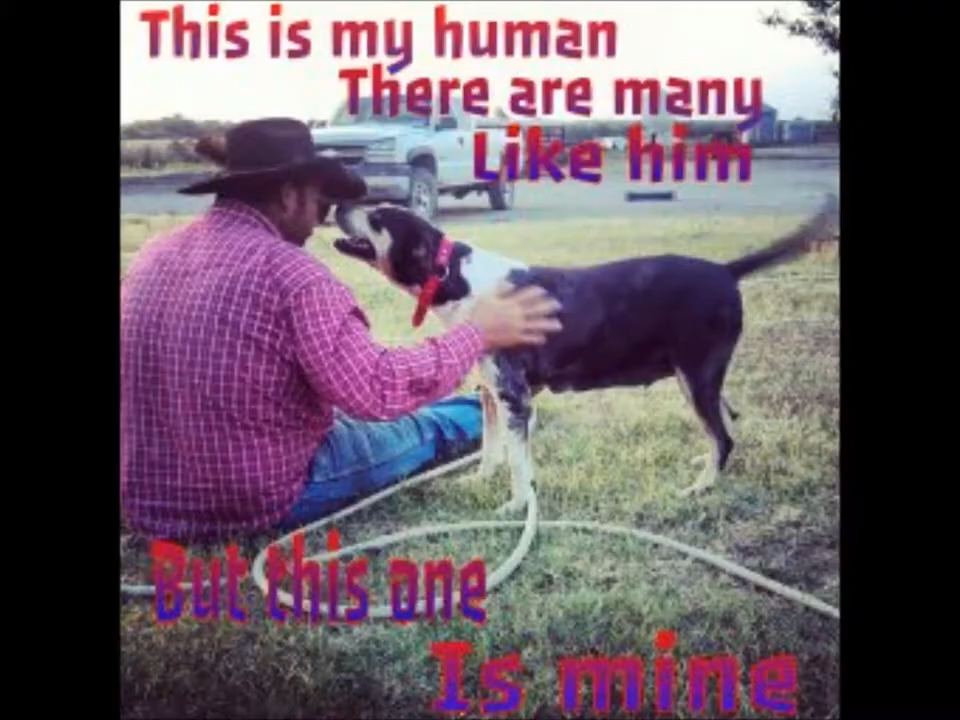 This is my human
There are many
Like him
But this one
Is mine